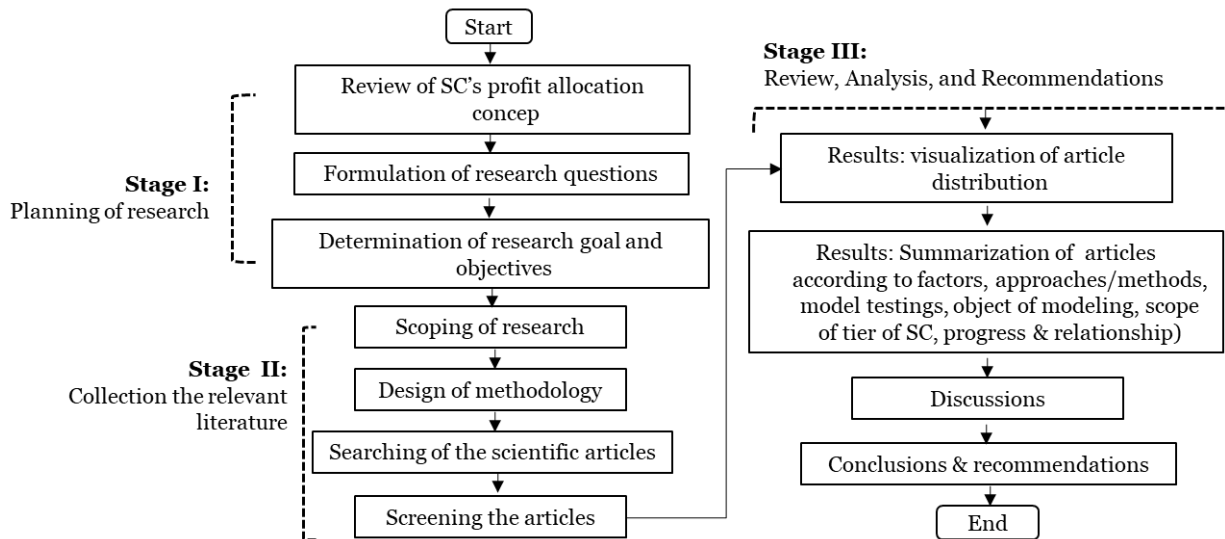 Start
Stage I:
Planning of research
Review of SC's profit allocation
concep
Formulation of research questions
Determination of research goal and
objectives
Stage II:
Collection the relevant
literature
Scoping of research
Design of methodology
Searching of the scientific articles
Screening the articles
Stage III:
Review, Analysis, and Recommendations
Results: visualization of article
distribution
Results: Summarization of articles
according to factors, approaches/methods,
model testings, object of modeling, scope
of tier of SC, progress & relationship)
Discussions
Conclusions & recommendations
End